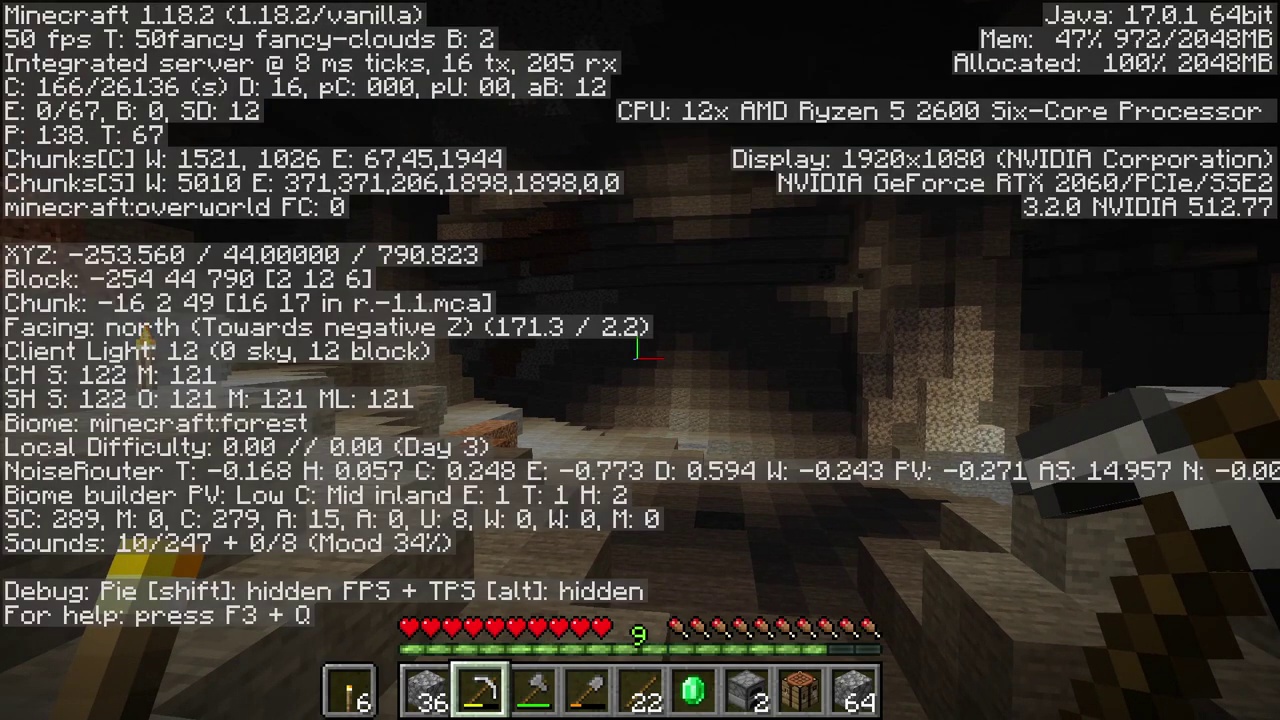 Minecraft 1.18.2 (1.18.2/vanilla)
50 fps T: 50fancy fancy-clouds B: 2
Integrated server @ 8 ms ticks, 16 tx, 205 rx
C: 166/26136 (s) D: 16, pC: 000, pU: 00, aB: 12
E: 0/67, B: 0, SD: 12
P: 138. T: 67
Chunks[C] W: 1521, 1026 E: 67,45,1944
Chunks[S] W: 5010 E: 371,371,206,1898,1898,0,0
minecraft:overworld FC: 0
XYZ: -253.560 / 44.00000 / 790.823
Block: -254 44 790 [2 12 6]
Chunk: -16 2 49 [16 17 in r.-1.1.mca]
Facing: north (Towards negative Z) (171.3 / 2.2)
Client Light: 12 (0 sky, 12 block)
CH S: 122 M: 121
SH S: 122 O: 121 M: 121 ML: 121
Biome: minecraft:forest
Local Difficulty: 0.00 // 0.00 (Day 3)
NoiseRouter T: -0.168 H: 0.057 C: 0.248 E: -0.773 D: 0.594 W: -0.243 PV: -0.271 AS: 14.957 N: -0.00
Biome builder PV: Low C: Mid inland E: 1 T: 1 H: 2
SC: 289, M: 0, C: 279, A: 15, A: 0, U: 8, W: 0, W: 0, M: 0
Sounds: 10/247 + 0/8 (Mood 34%)
Debug: Pie [shift]: hidden FPS + TPS [alt]: hidden
For help: press F3 + Q
Java: 17.0.1 64bit
Mem: 47% 972/2048MB
Allocated: 100% 2048MB
CPU: 12x AMD Ryzen 5 2600 Six-Core Processor
Display: 1920x1080 (NVIDIA Corporation)
NVIDIA GeForce RTX 2060/PCIe/SSE2
3.2.0 NVIDIA 512.77
9
6 36 22 2 64